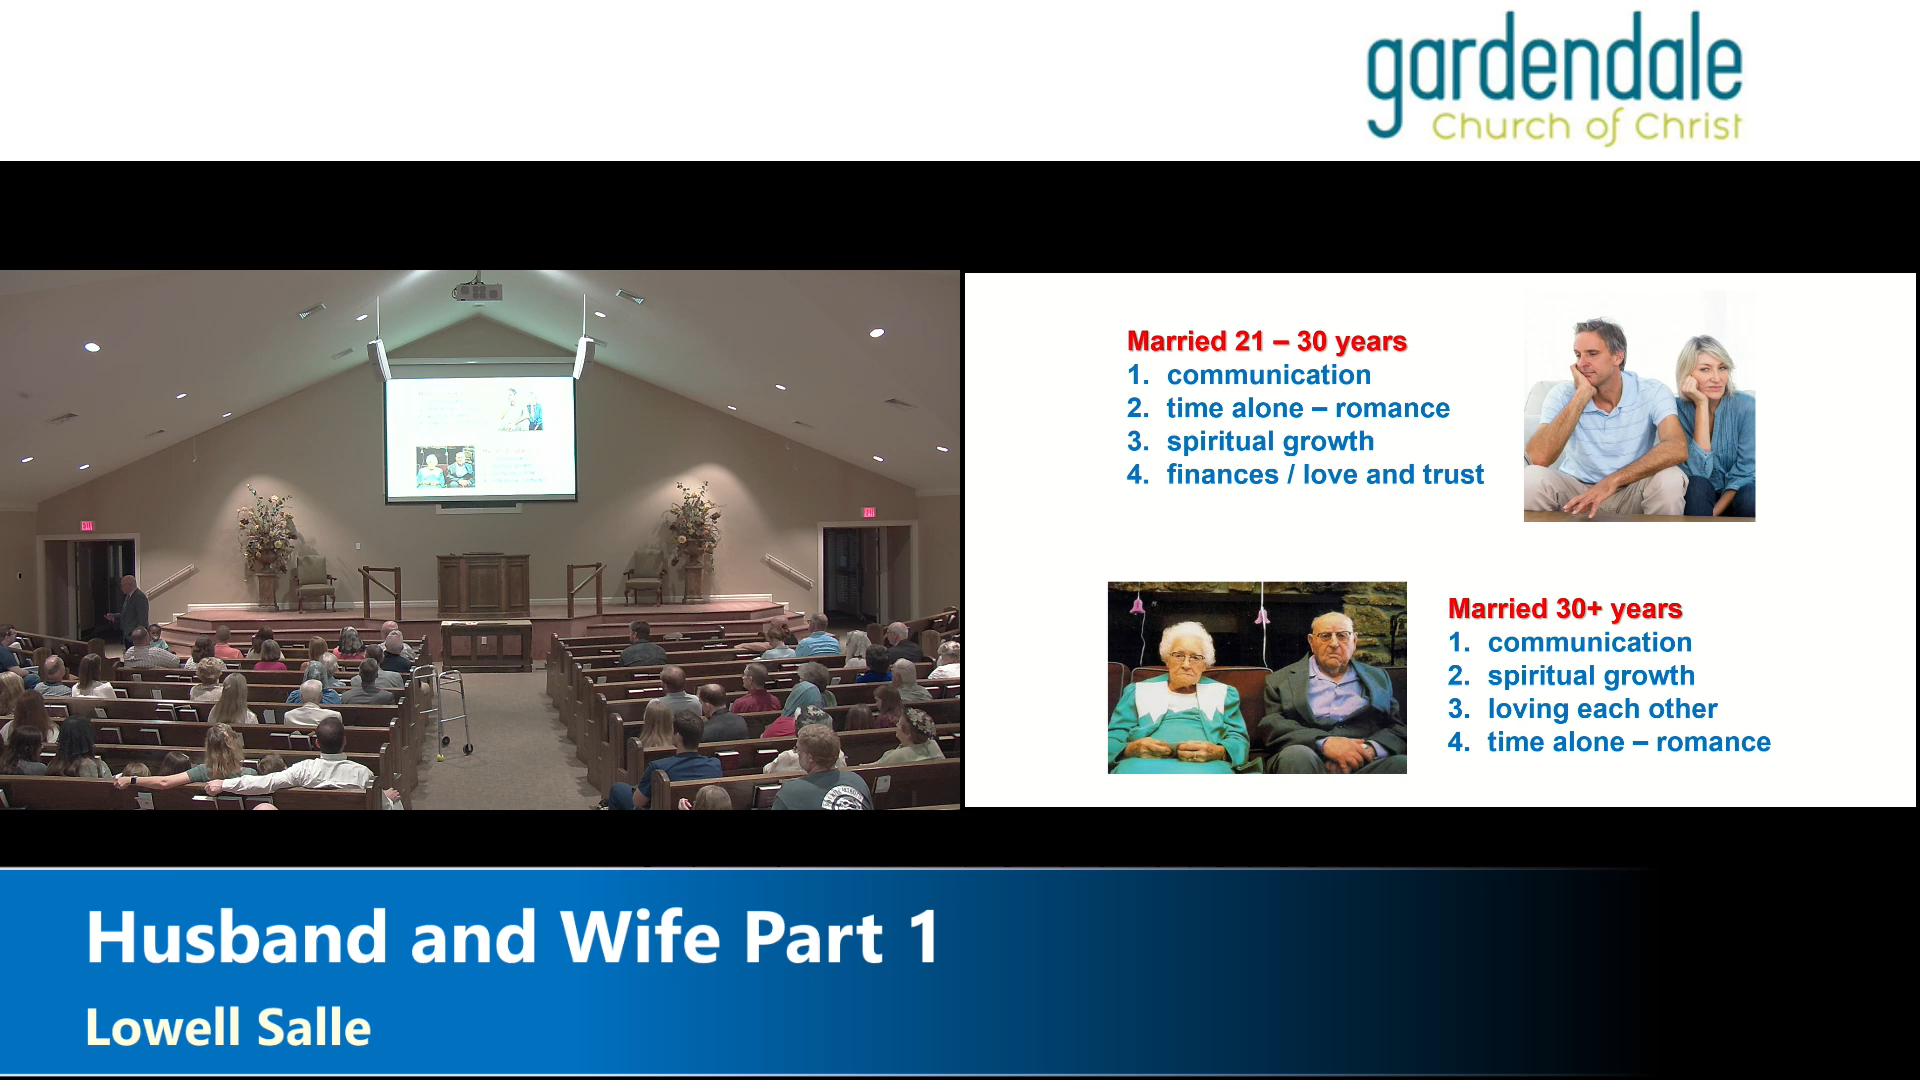 gardendale
Church of Christ
Married 21 – 30 years
1. communication
2. time alone – romance
3. spiritual growth
4. finances / love and trust
Married 30+ years
1. communication
2. spiritual growth
3. loving each other
4. time alone – romance
Husband and Wife Part 1
Lowell Salle